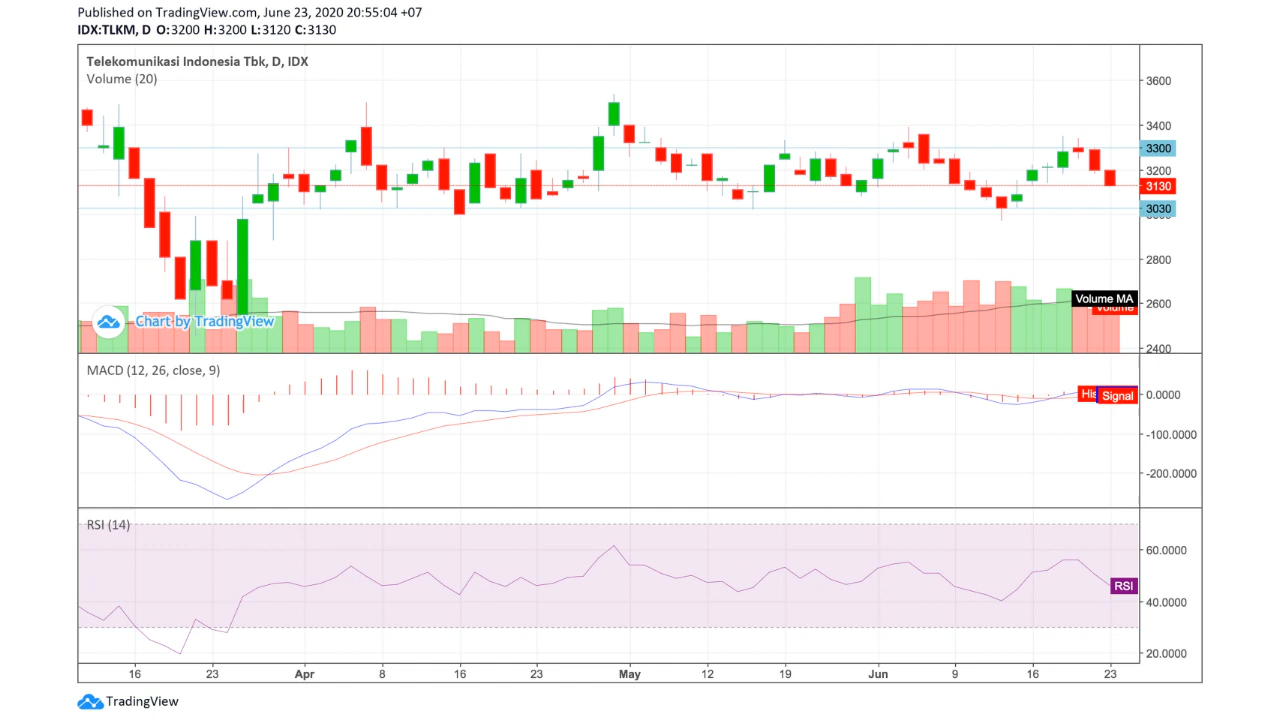 Published on TradingView.com, June 23, 2020 20:55:04 +07
IDX:TLKM, D O:3200 H:3200 L:3120 C:3130
Telekomunikasi Indonesia Tbk, D, IDX
Volume (20)
3600
3400
3300
3200
3130
3030
3000
2800
Volume MA
2600
Volume
Chart by TradingView
2400
MACD (12, 26, close, 9)
His
Signal
0.0000
-100.0000
-200.0000
RSI (14)
60.0000
RSI
40.0000
20.0000
16 23 Apr 8 16 23 May 12 19 Jun 9 16 23
TradingView